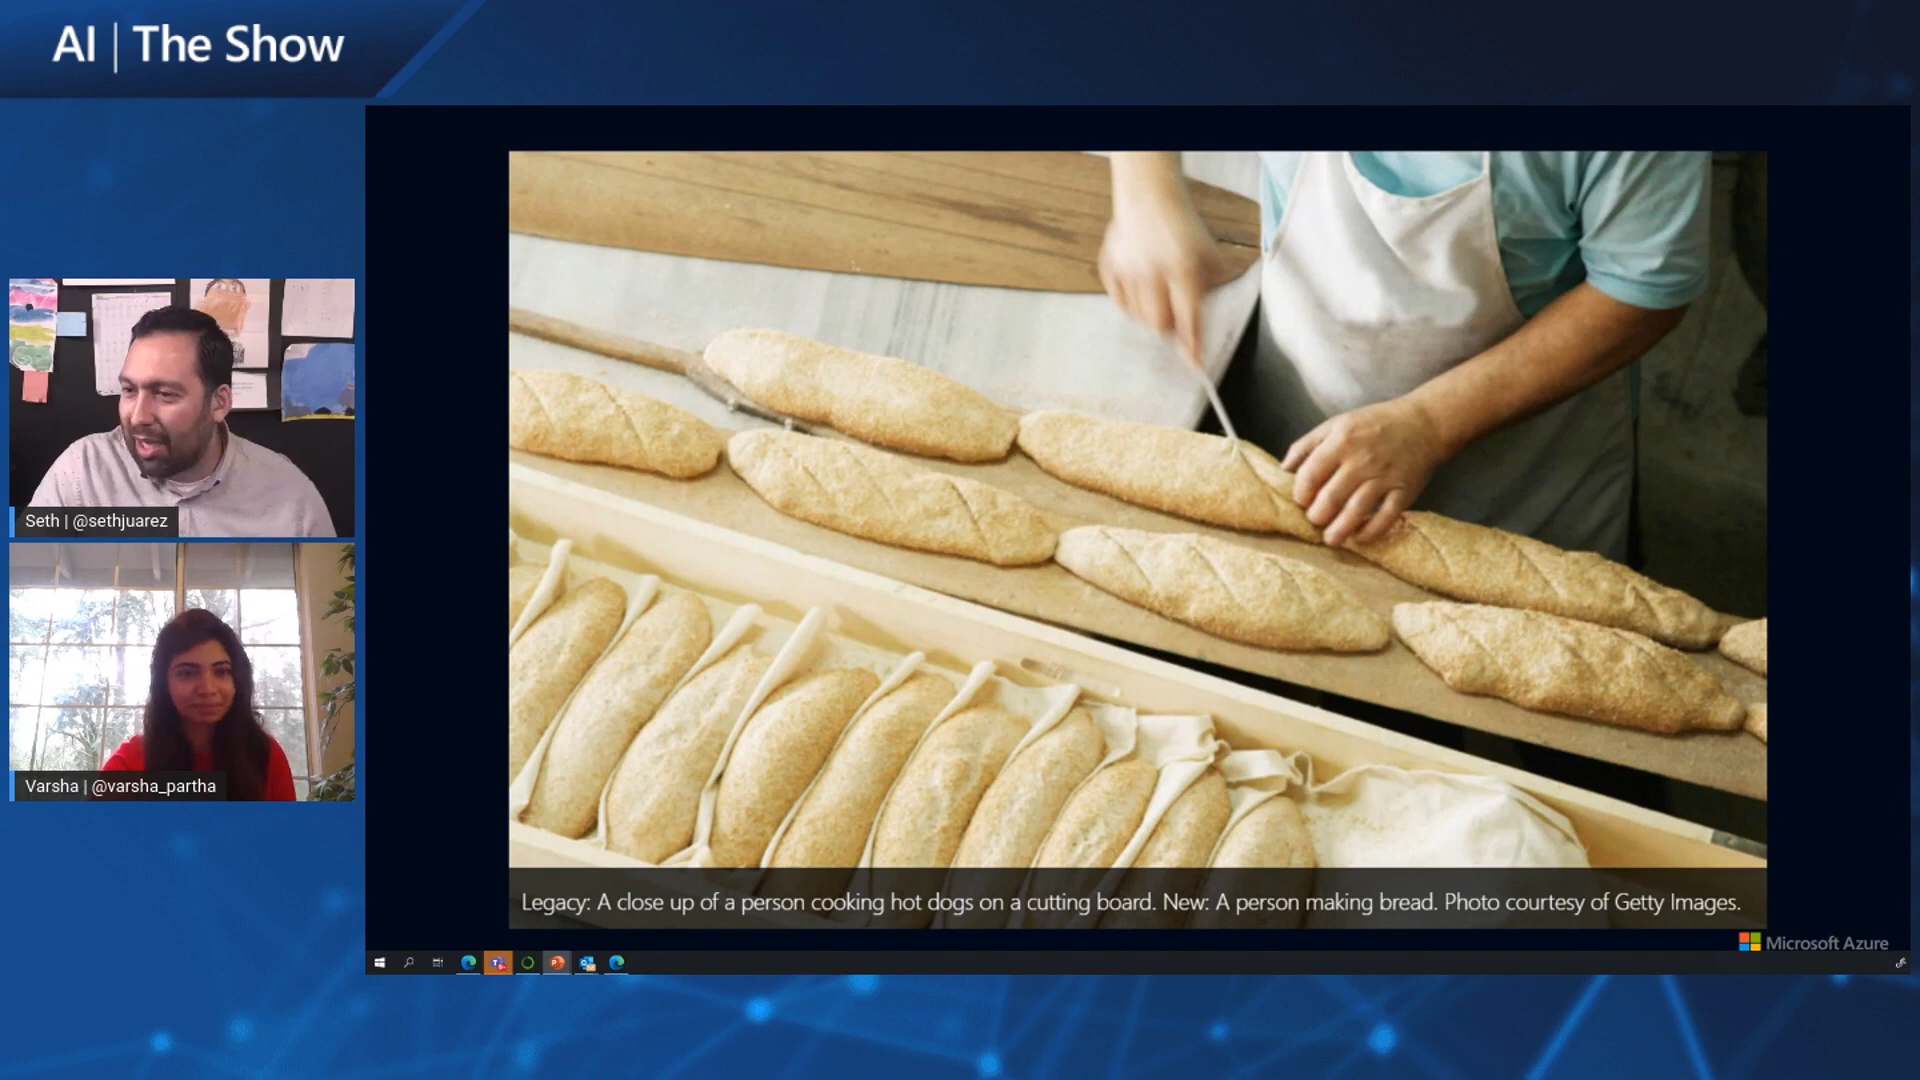 AI | The Show
Seth | @sethjuarez
Varsha | @varsha_partha
Legacy: A close up of a person cooking hot dogs on a cutting board. New: A person making bread. Photo courtesy of Getty Images.
Microsoft Azure